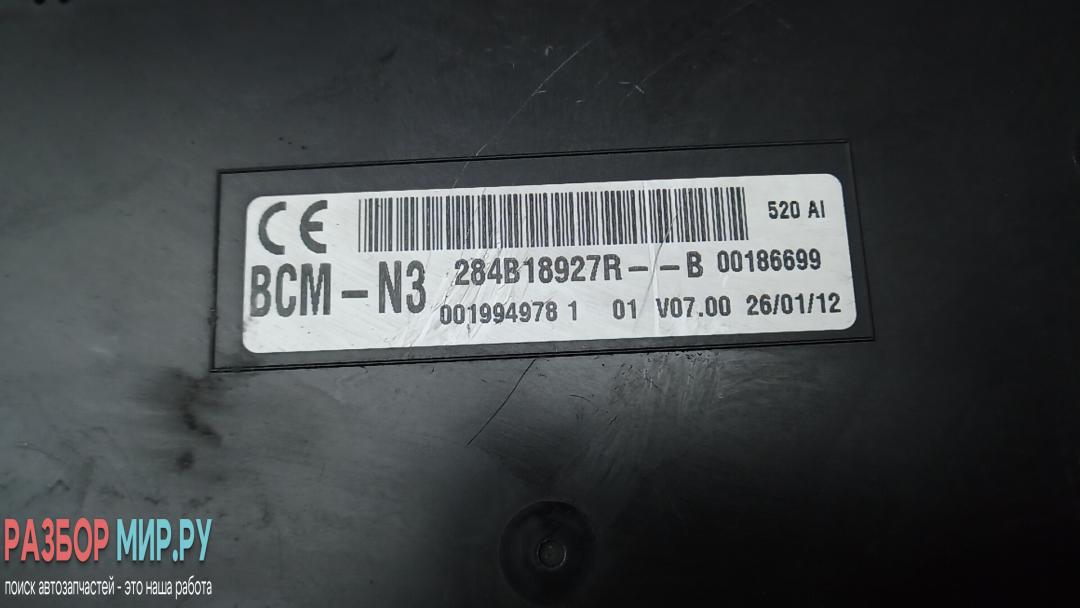 CE
520 AI
BCM-N3
284B18927R--B 00186699
001994978 1 01 V07.00 26/01/12
РАЗБОР МИР.РУ
поиск автозапчастей - это наша работа